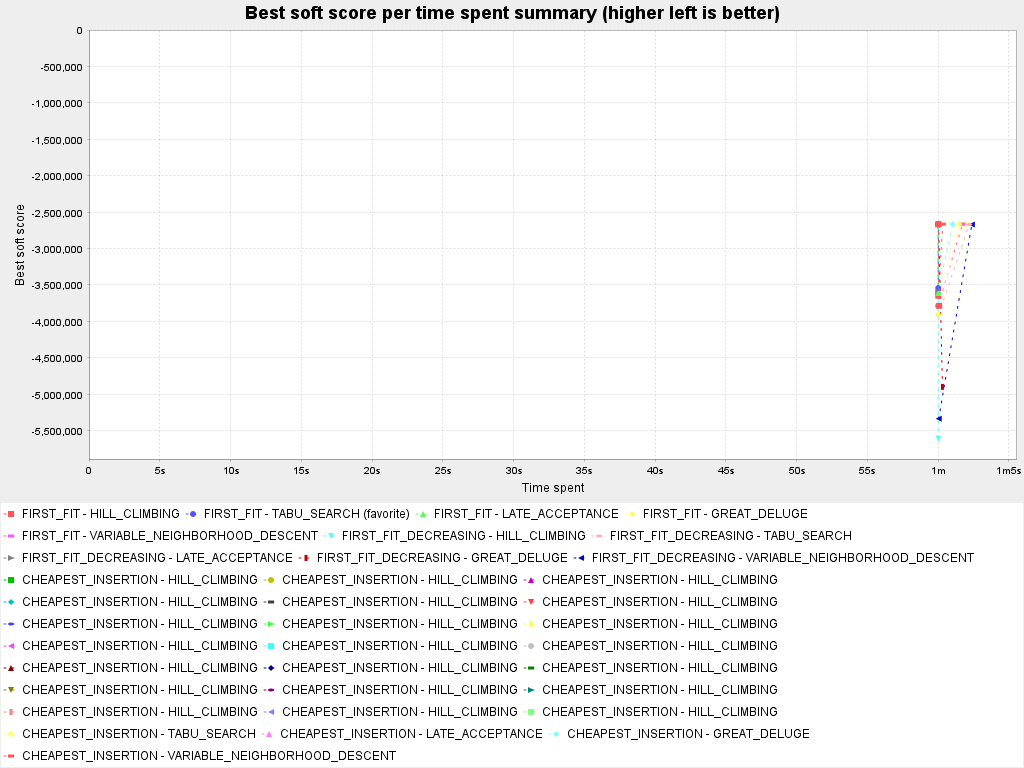 Best soft score per time spent summary (higher left is better)
Best soft score
0
-500,000
-1,000,000
-1,500,000
-2,000,000
-2,500,000
-3,000,000
-3,500,000
-4,000,000
-4,500,000
-5,000,000
-5,500,000
0 5s 10s 15s 20s 25s 30s 35s 40s 45s 50s 55s 1m 1m5s
Time spent
FIRST_FIT - HILL_CLIMBING FIRST_FIT - TABU_SEARCH (favorite) FIRST_FIT - LATE_ACCEPTANCE FIRST_FIT - GREAT_DELUGE
FIRST_FIT - VARIABLE_NEIGHBORHOOD_DESCENT FIRST_FIT_DECREASING - HILL_CLIMBING FIRST_FIT_DECREASING - TABU_SEARCH
FIRST_FIT_DECREASING - LATE_ACCEPTANCE FIRST_FIT_DECREASING - GREAT_DELUGE FIRST_FIT_DECREASING - VARIABLE_NEIGHBORHOOD_DESCENT
CHEAPEST_INSERTION - HILL_CLIMBING CHEAPEST_INSERTION - HILL_CLIMBING CHEAPEST_INSERTION - HILL_CLIMBING
CHEAPEST_INSERTION - HILL_CLIMBING CHEAPEST_INSERTION - HILL_CLIMBING CHEAPEST_INSERTION - HILL_CLIMBING
CHEAPEST_INSERTION - HILL_CLIMBING CHEAPEST_INSERTION - HILL_CLIMBING CHEAPEST_INSERTION - HILL_CLIMBING
CHEAPEST_INSERTION - HILL_CLIMBING CHEAPEST_INSERTION - HILL_CLIMBING CHEAPEST_INSERTION - HILL_CLIMBING
CHEAPEST_INSERTION - HILL_CLIMBING CHEAPEST_INSERTION - HILL_CLIMBING CHEAPEST_INSERTION - HILL_CLIMBING
CHEAPEST_INSERTION - HILL_CLIMBING CHEAPEST_INSERTION - HILL_CLIMBING CHEAPEST_INSERTION - HILL_CLIMBING
CHEAPEST_INSERTION - HILL_CLIMBING CHEAPEST_INSERTION - HILL_CLIMBING CHEAPEST_INSERTION - HILL_CLIMBING
CHEAPEST_INSERTION - TABU_SEARCH CHEAPEST_INSERTION - LATE_ACCEPTANCE CHEAPEST_INSERTION - GREAT_DELUGE
CHEAPEST_INSERTION - VARIABLE_NEIGHBORHOOD_DESCENT